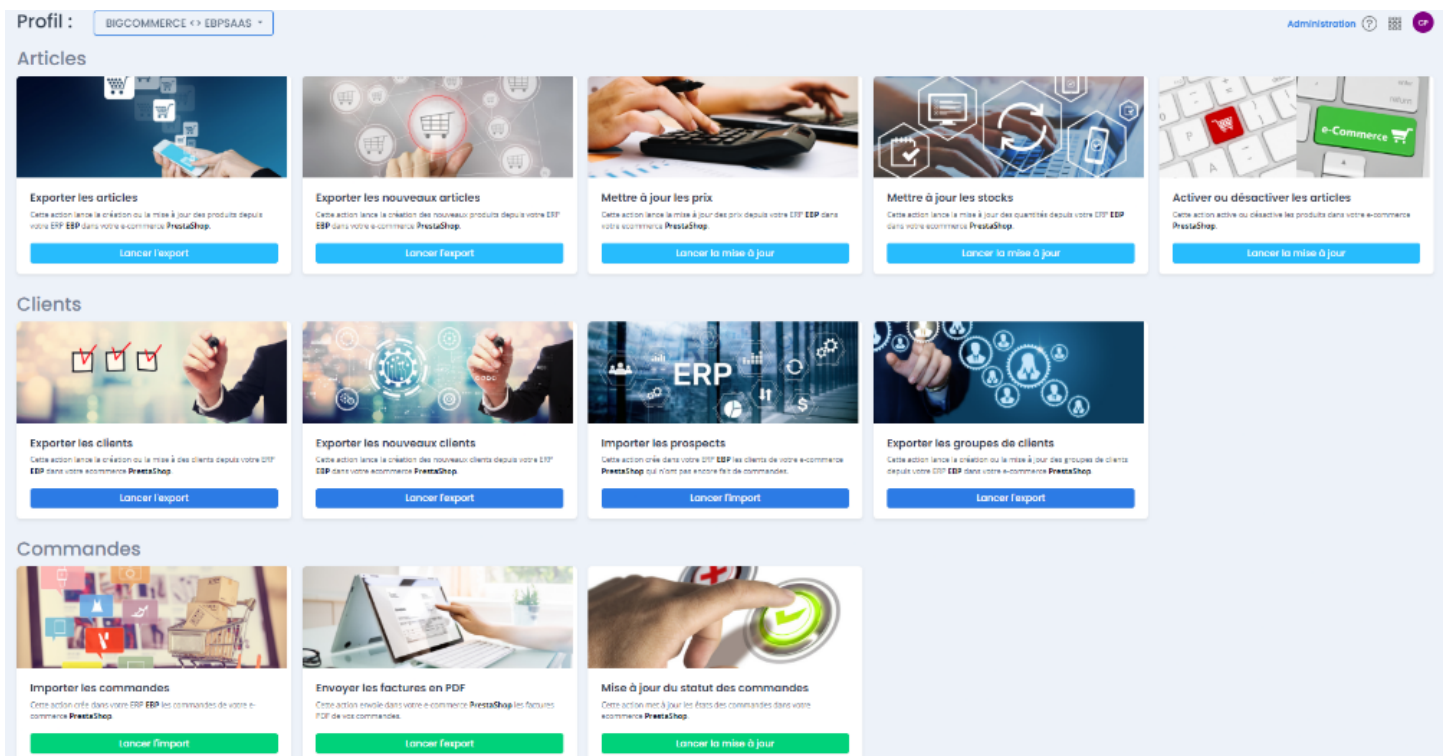 Profil :
BIGCOMMERCE <> EBPSAAS
Administration
?
CP
Articles
e-Commerce
Exporter les articles
Cette action lance la création ou la mise à jour des produits depuis
votre ERP EBP dans votre e-commerce PrestaShop.
Lancer l'export
Exporter les nouveaux articles
Cette action lance la création des nouveaux produits depuis votre ERP
EBP dans votre e-commerce PrestaShop.
Lancer l'export
Mettre à jour les prix
Cette action lance la mise à jour des prix depuis votre ERP EBP dans
votre ecommerce PrestaShop.
Lancer la mise à jour
Mettre à jour les stocks
Cette action lance la mise à jour des quantités depuis votre ERP EBP
dans votre ecommerce PrestaShop.
Lancer la mise à jour
Activer ou désactiver les articles
Cette action active ou désactive les produits dans votre e-commerce
PrestaShop.
Lancer la mise à jour
Clients
ERP
Exporter les clients
Cette action lance la création ou la mise à des clients depuis votre ERP
EBP dans votre ecommerce PrestaShop.
Lancer l'export
Exporter les nouveaux clients
Cette action lance la création des nouveaux clients depuis votre ERP
EBP dans votre ecommerce PrestaShop.
Lancer l'export
Importer les prospects
Cette action crée dans votre ERP EBP les clients de votre e-commerce
PrestaShop qui n'ont pas encore fait de commandes.
Lancer l'import
Exporter les groupes de clients
Cette action lance la création ou la mise à jour des groupes de clients
depuis votre ERP EBP dans votre e-commerce PrestaShop.
Lancer l'export
Commandes
Importer les commandes
Cette action crée dans votre ERP EBP les commandes de votre e-
commerce PrestaShop.
Lancer l'import
Envoyer les factures en PDF
Cette action envoie dans votre e-commerce PrestaShop les factures
PDF de vos commandes.
Lancer l'export
Mise à jour du statut des commandes
Cette action met à jour les états des commandes dans votre
ecommerce PrestaShop.
Lancer la mise à jour